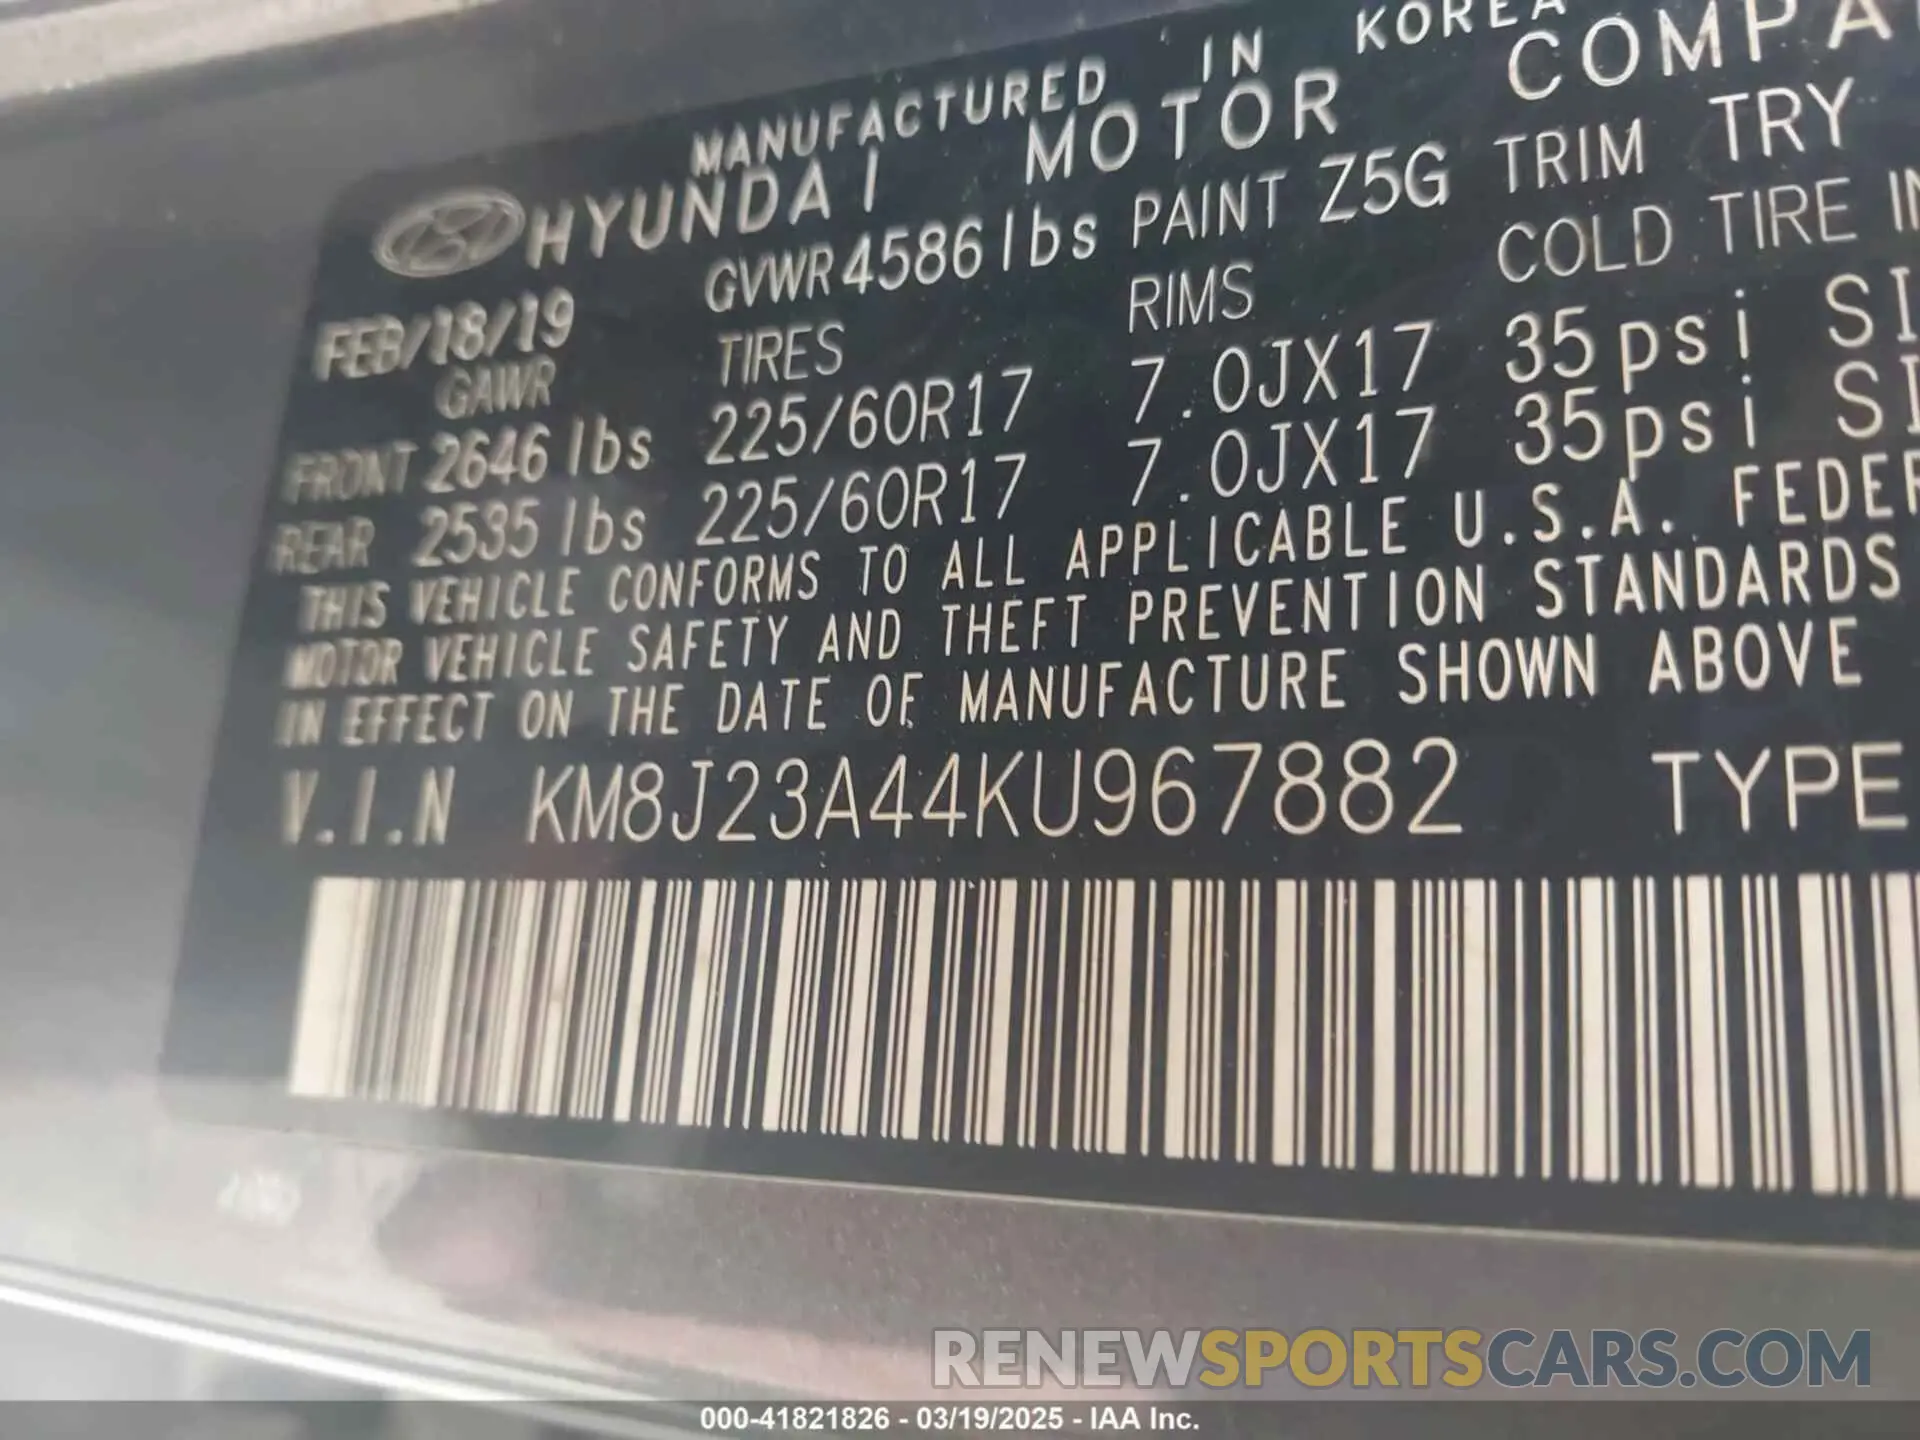 MANUFACTURED IN KOREA
HYUNDAI MOTOR COMPA
FEB/18/19 GVWR 4586 lbs PAINT Z5G TRIM TRY
GAWR TIRES RIMS COLD TIRE IN
FRONT 2646 lbs 225/60R17 7.0JX17 35psi SI
REAR 2535 lbs 225/60R17 7.0JX17 35psi SI
THIS VEHICLE CONFORMS TO ALL APPLICABLE U.S.A. FEDER
MOTOR VEHICLE SAFETY AND THEFT PREVENTION STANDARDS
IN EFFECT ON THE DATE OF MANUFACTURE SHOWN ABOVE
V.I.N KM8J23A44KU967882 TYPE
RENEWSPORTSCARS.COM
000-41821826 - 03/19/2025 - IAA Inc.